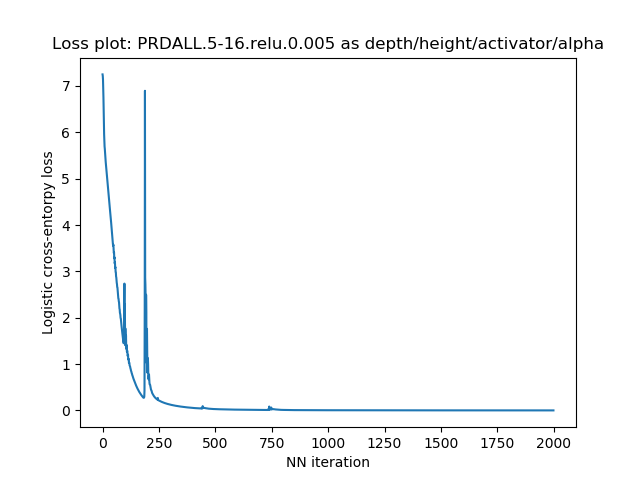 Loss plot: PRDALL.5-16.relu.0.005 as depth/height/activator/alpha
7
6
5
4
3
2
1
0
Logistic cross-entorpy loss
0 250 500 750 1000 1250 1500 1750 2000
NN iteration